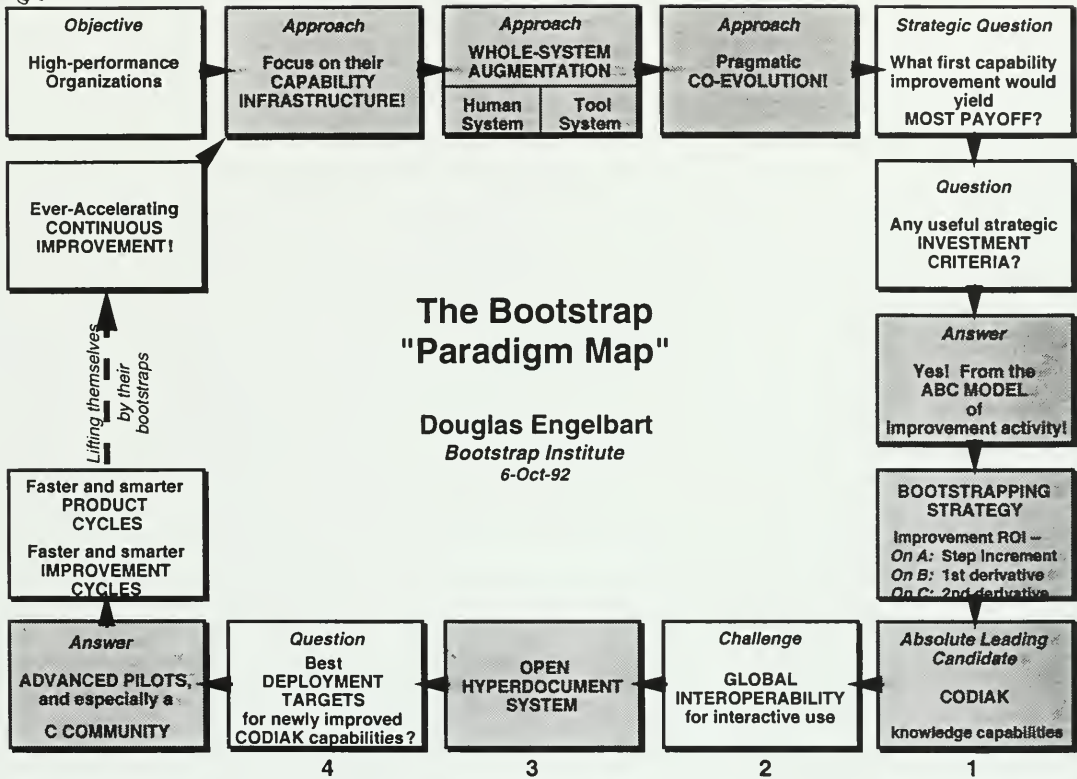 Objective
High-performance
Organizations
Approach
Focus on their
CAPABILITY
INFRASTRUCTURE!
Approach
WHOLE-SYSTEM
AUGMENTATION
Human
System
Tool
System
Approach
Pragmatic
CO-EVOLUTION!
Strategic Question
What first capability
improvement would
yield
MOST PAYOFF?
Question
Any useful strategic
INVESTMENT
CRITERIA?
Answer
Yes! From the
ABC MODEL
of
improvement activity!
BOOTSTRAPPING
STRATEGY
Improvement ROI --
On A: Step Increment
On B: 1st derivative
On C: 2nd derivative
Absolute Leading
Candidate
CODIAK
knowledge capabilities
1
Challenge
GLOBAL
INTEROPERABILITY
for interactive use
2
OPEN
HYPERDOCUMENT
SYSTEM
3
Question
Best
DEPLOYMENT
TARGETS
for newly improved
CODIAK capabilities?
4
Answer
ADVANCED PILOTS,
and especially a
C COMMUNITY
Faster and smarter
PRODUCT
CYCLES
Faster and smarter
IMPROVEMENT
CYCLES
Lifting themselves
by their
bootstraps
Ever-Accelerating
CONTINUOUS
IMPROVEMENT!
The Bootstrap
"Paradigm Map"
Douglas Engelbart
Bootstrap Institute
6-Oct-92